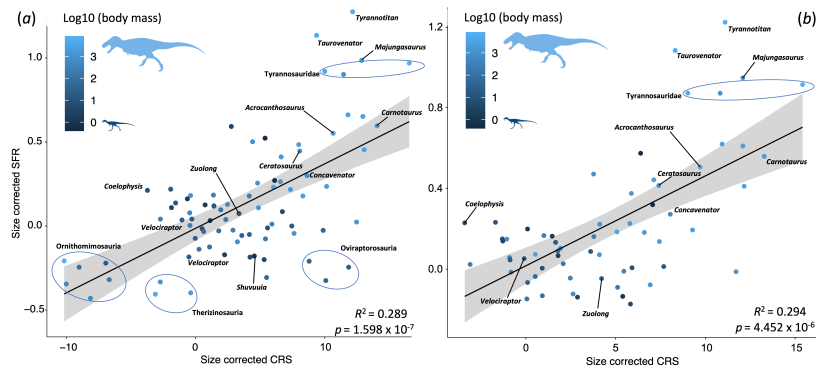 (a)
Log10 (body mass)
3
2
1
0
Tyrannotitan
Taurovenator
Majungasaurus
Tyrannosauridae
Acrocanthosaurus
Carnotaurus
Zuolong
Ceratosaurus
Concavenator
Coelophysis
Velociraptor
Ornithomimosauria
Velociraptor
Oviraptorosauria
Shuvuuia
Therizinosauria
R² = 0.289
p = 1.598 x 10⁻⁷
1.0
0.5
0.0
−0.5
Size corrected SFR
−10
0
10
Size corrected CRS
(b)
Log10 (body mass)
3
2
1
0
Tyrannotitan
Taurovenator
Majungasaurus
Tyrannosauridae
Acrocanthosaurus
Carnotaurus
Ceratosaurus
Coelophysis
Concavenator
Velociraptor
Zuolong
R² = 0.294
p = 4.452 x 10⁻⁶
1.2
0.8
0.4
0.0
0
5
10
15
Size corrected CRS